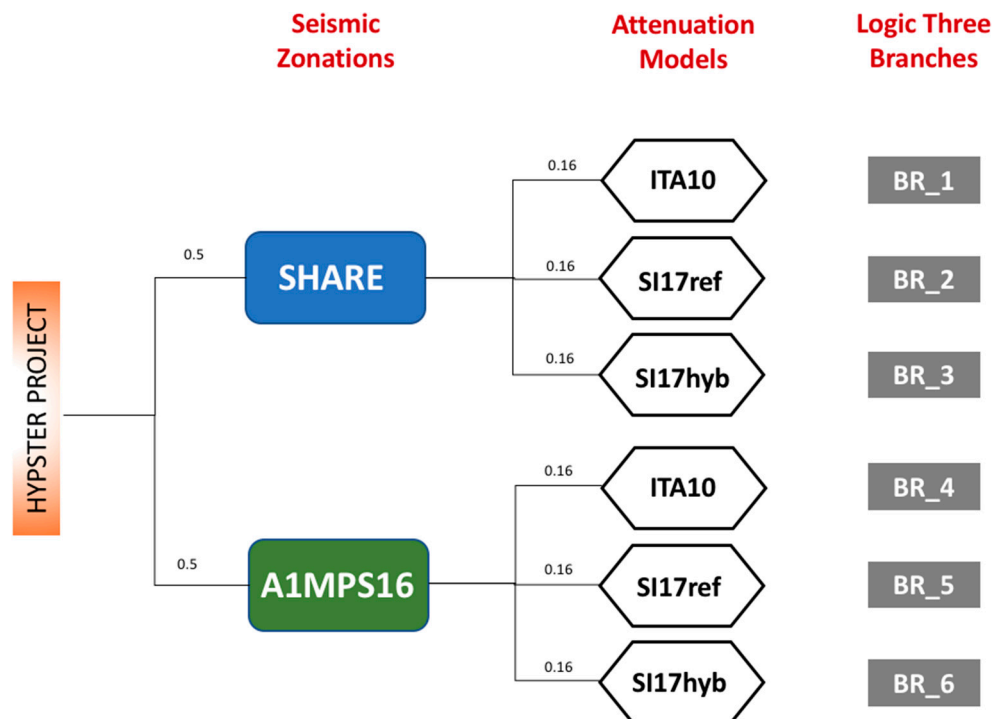 Seismic
Zonations
Attenuation
Models
Logic Three
Branches
HYPSTER PROJECT
0.5
SHARE
0.16
ITA10
BR_1
0.16
SI17ref
BR_2
0.16
SI17hyb
BR_3
0.5
A1MPS16
0.16
ITA10
BR_4
0.16
SI17ref
BR_5
0.16
SI17hyb
BR_6